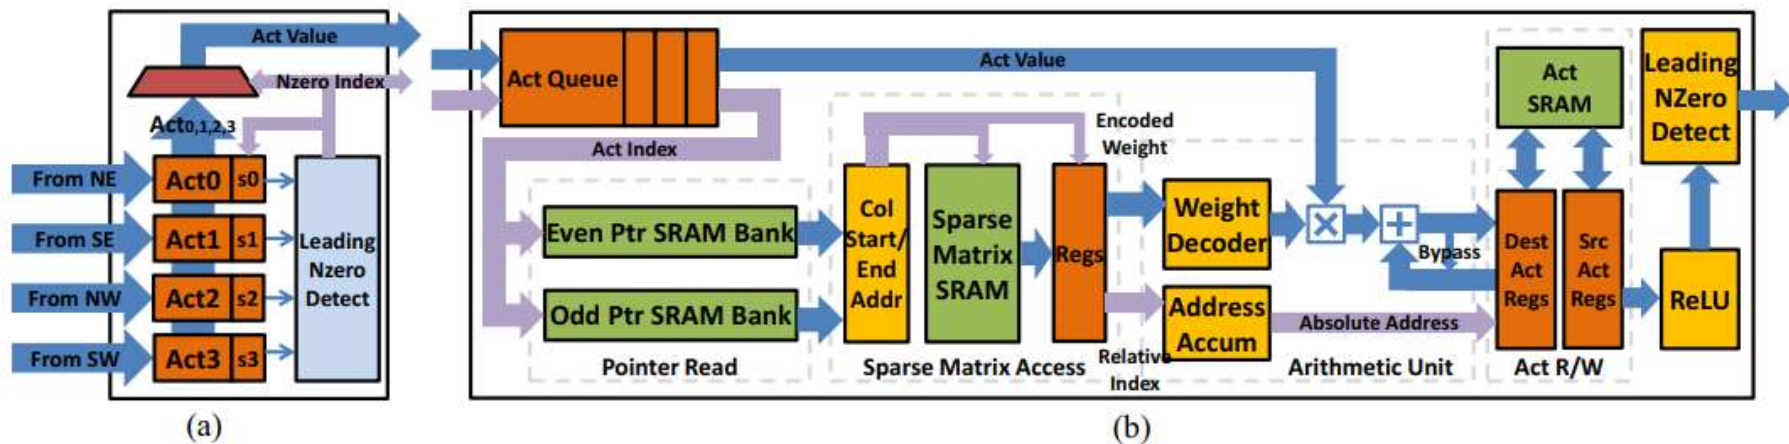 Act Value
Nzero Index
Act0,1,2,3
From NE
Act0
s0
From SE
Act1
s1
From NW
Act2
s2
From SW
Act3
s3
Leading
Nzero
Detect
(a)
Act Queue
Act Value
Act Index
Even Ptr SRAM Bank
Odd Ptr SRAM Bank
Pointer Read
Col
Start/
End
Addr
Sparse
Matrix
SRAM
Regs
Sparse Matrix Access
Encoded
Weight
Relative
Index
Weight
Decoder
Address
Accum
×
+
Bypass
Absolute Address
Arithmetic Unit
Act
SRAM
Dest
Act
Regs
Src
Act
Regs
Act R/W
Leading
NZero
Detect
ReLU
(b)